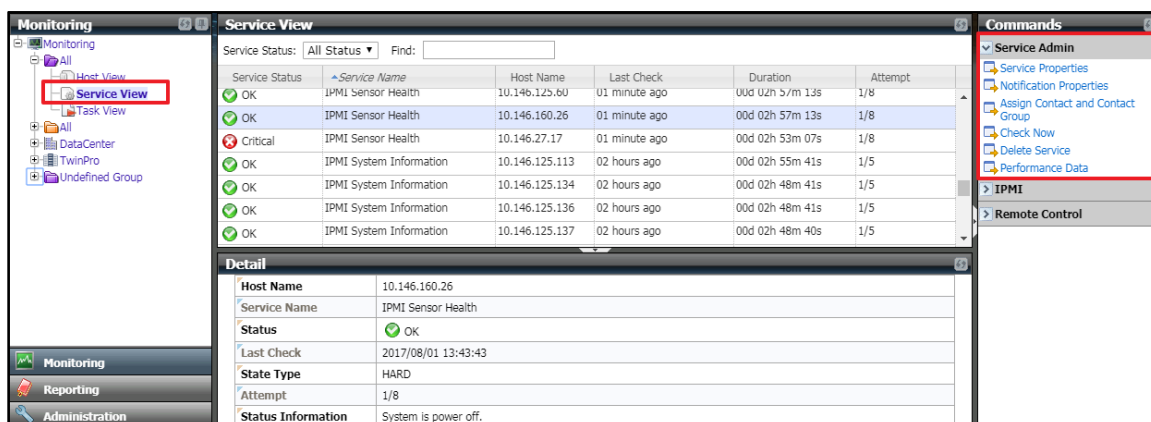 Monitoring
Monitoring
All
Host View
Service View
Task View
All
DataCenter
TwinPro
Undefined Group
Monitoring
Reporting
Administration
Service View
Service Status: All Status ▼ Find:
Service Status Service Name Host Name Last Check Duration Attempt
OK IPMI Sensor Health 10.146.125.60 01 minute ago 00d 02h 57m 13s 1/8
OK IPMI Sensor Health 10.146.160.26 01 minute ago 00d 02h 57m 13s 1/8
Critical IPMI Sensor Health 10.146.27.17 01 minute ago 00d 02h 53m 07s 1/8
OK IPMI System Information 10.146.125.113 02 hours ago 00d 02h 55m 41s 1/5
OK IPMI System Information 10.146.125.134 02 hours ago 00d 02h 48m 41s 1/5
OK IPMI System Information 10.146.125.136 02 hours ago 00d 02h 48m 41s 1/5
OK IPMI System Information 10.146.125.137 02 hours ago 00d 02h 48m 40s 1/5
Detail
Host Name 10.146.160.26
Service Name IPMI Sensor Health
Status OK
Last Check 2017/08/01 13:43:43
State Type HARD
Attempt 1/8
Status Information System is power off.
Commands
Service Admin
Service Properties
Notification Properties
Assign Contact and Contact
Group
Check Now
Delete Service
Performance Data
IPMI
Remote Control